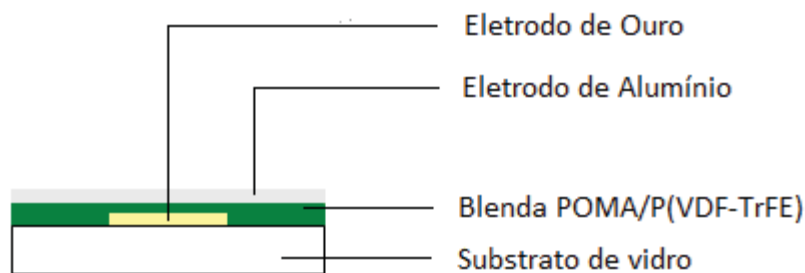 Eletrodo de Ouro
Eletrodo de Alumínio
Blenda POMA/P(VDF-TrFE)
Substrato de vidro